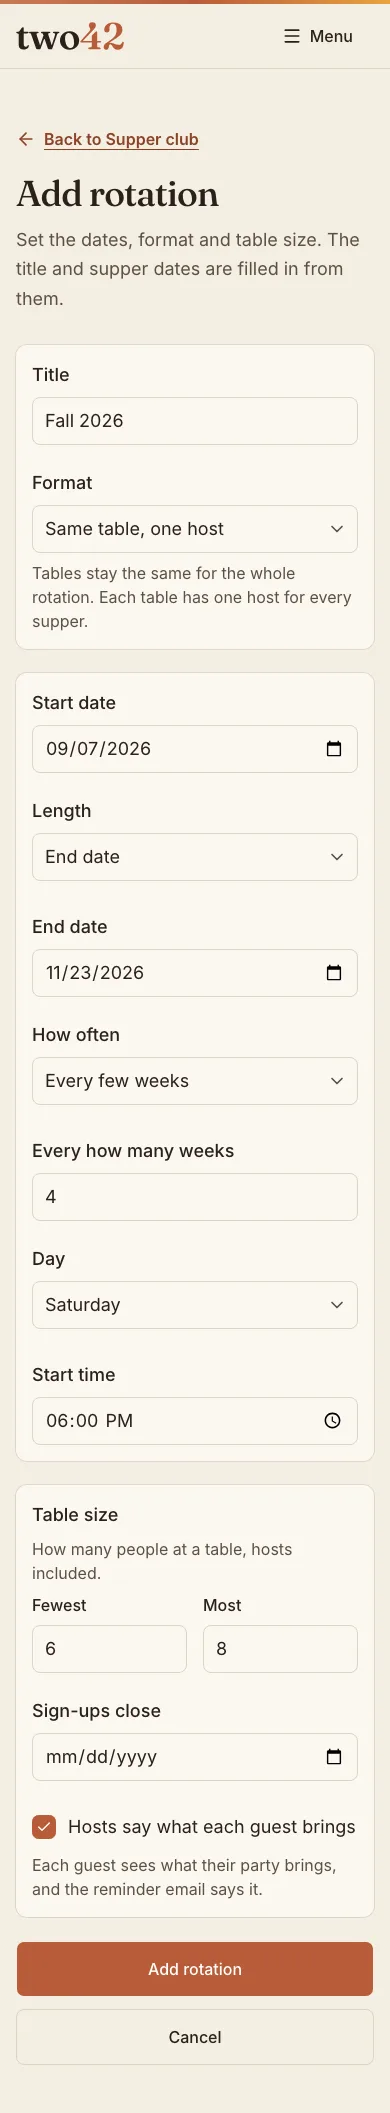 two42
Menu
Back to Supper club
Add rotation
Set the dates, format and table size. The
title and supper dates are filled in from
them.
Title
Fall 2026
Format
Same table, one host
Tables stay the same for the whole
rotation. Each table has one host for every
supper.
Start date
09/07/2026
Length
End date
End date
11/23/2026
How often
Every few weeks
Every how many weeks
4
Day
Saturday
Start time
06:00 PM
Table size
How many people at a table, hosts
included.
Fewest Most
6 8
Sign-ups close
mm/dd/yyyy
Hosts say what each guest brings
Each guest sees what their party brings,
and the reminder email says it.
Add rotation
Cancel